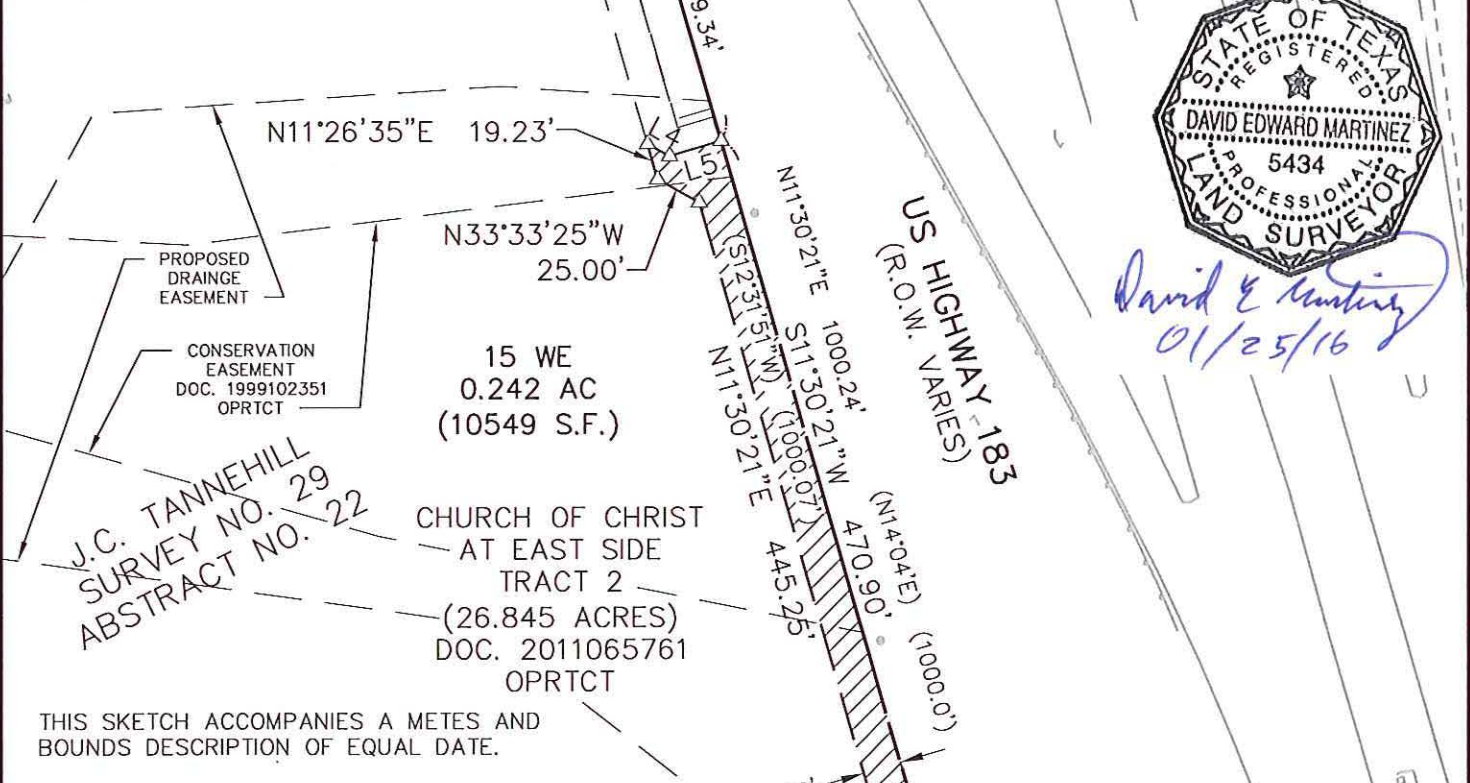 9.34'
STATE OF TEXAS
REGISTERED
DAVID EDWARD MARTINEZ
5434
PROFESSIONAL
LAND SURVEYOR
David E Martinez
01/25/16
N11°26'35"E 19.23'
L5
N33°33'25"W
25.00'
PROPOSED
DRAINGE
EASEMENT
CONSERVATION
EASEMENT
DOC. 1999102351
OPRTCT
15 WE
0.242 AC
(10549 S.F.)
N11°30'21"E 1000.24'
US HIGHWAY 183
(R.O.W. VARIES)
(S12°31'51"W) (1000.07')
S11°30'21"W 470.90'
N11°30'21"E 445.25'
(N14°04'E) (1000.0')
J.C. TANNEHILL
SURVEY NO. 29
ABSTRACT NO. 22
CHURCH OF CHRIST
AT EAST SIDE
TRACT 2
(26.845 ACRES)
DOC. 2011065761
OPRTCT
THIS SKETCH ACCOMPANIES A METES AND
BOUNDS DESCRIPTION OF EQUAL DATE.